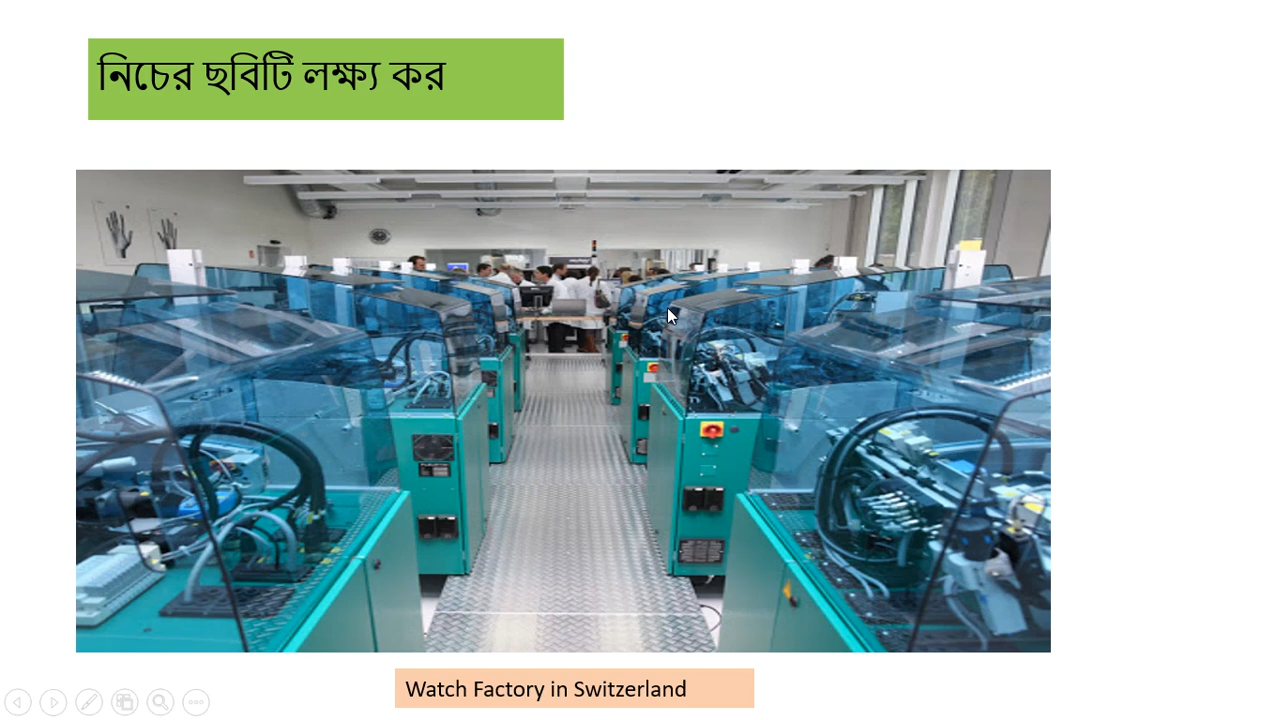 নিচের ছবিটি লক্ষ্য কর
Watch Factory in Switzerland